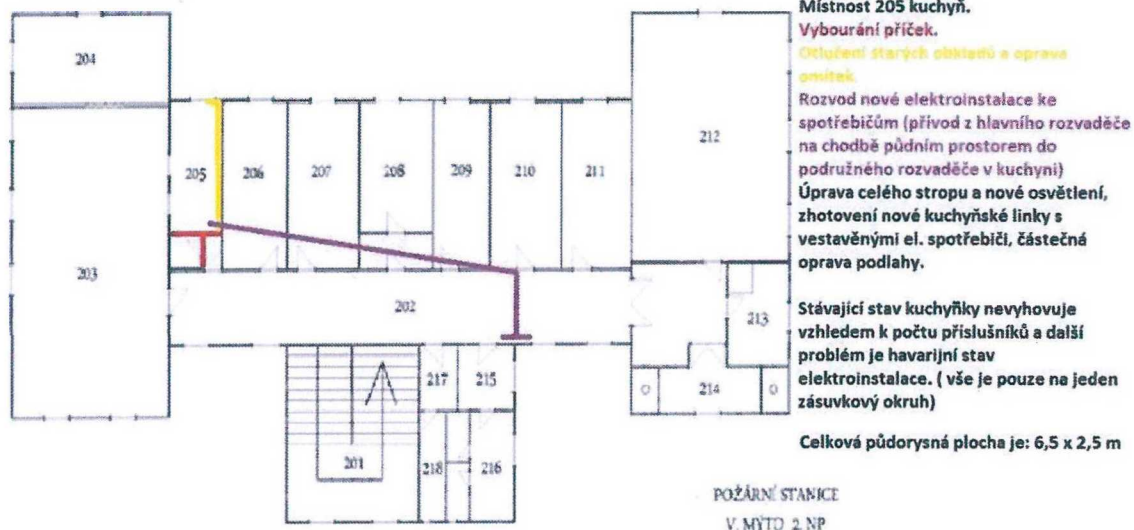 Místnost 205 kuchyň.
Vybourání příček.
Otlučení starých obkladů a oprava
omítek.
Rozvod nové elektroinstalace ke
spotřebičům (přívod z hlavního rozvaděče
na chodbě půdním prostorem do
podružného rozvaděče v kuchyni)
Úprava celého stropu a nové osvětlení,
zhotovení nové kuchyňské linky s
vestavěnými el. spotřebiči, částečná
oprava podlahy.
Stávající stav kuchyňky nevyhovuje
vzhledem k počtu příslušníků a další
problém je havarijní stav
elektroinstalace. ( vše je pouze na jeden
zásuvkový okruh)
Celková půdorysná plocha je: 6,5 x 2,5 m
204
212
205
206
207
208
209
210
211
203
202
213
217
215
214
201
218
216
POŽÁRNÍ STANICE
V. MÝTO 2. NP